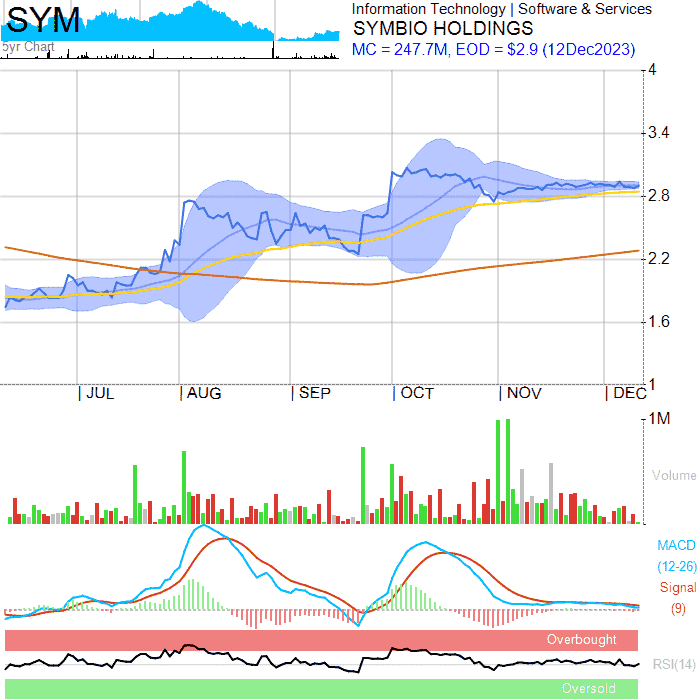 SYM
5yr Chart
Information Technology | Software & Services
SYMBIO HOLDINGS
MC = 247.7M, EOD = $2.9 (12Dec2023)
4
3.4
2.8
2.2
1.6
1
| JUL | AUG | SEP | OCT | NOV | DEC
1M
Volume
MACD
(12-26)
Signal
(9)
Overbought
RSI(14)
Oversold